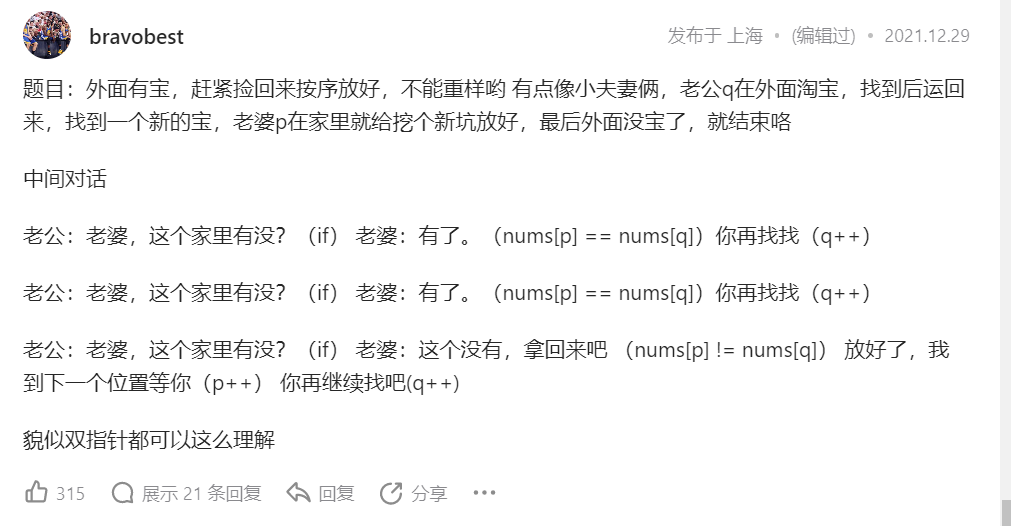 bravobest
发布于 上海 • (编辑过) • 2021.12.29
题目：外面有宝，赶紧捡回来按序放好，不能重样哟 有点像小夫妻俩，老公q在外面淘宝，找到后运回
来，找到一个新的宝，老婆p在家里就给挖个新坑放好，最后外面没宝了，就结束咯
中间对话
老公：老婆，这个家里有没？（if） 老婆：有了。（nums[p] == nums[q]）你再找找（q++）
老公：老婆，这个家里有没？（if） 老婆：有了。（nums[p] == nums[q]）你再找找（q++）
老公：老婆，这个家里有没？（if） 老婆：这个没有，拿回来吧 （nums[p] != nums[q]） 放好了，我
到下一个位置等你（p++） 你再继续找吧(q++)
貌似双指针都可以这么理解
315 展示 21 条回复 回复 分享